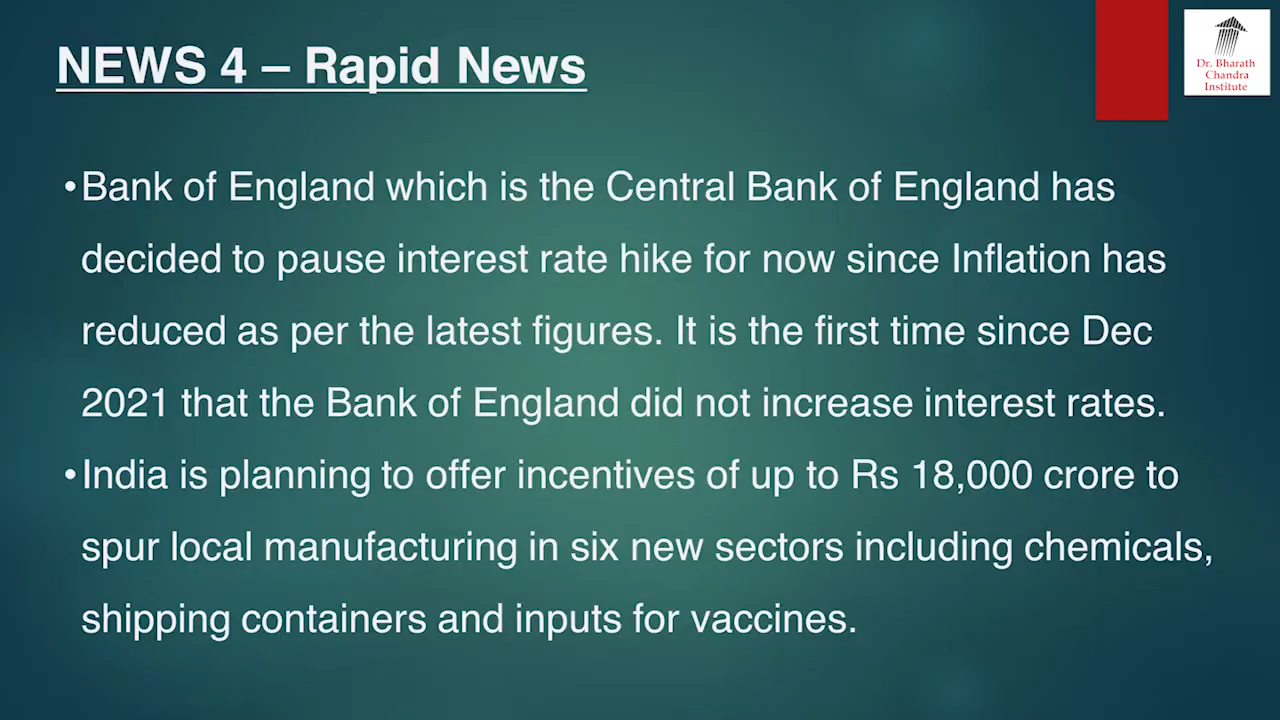 NEWS 4 – Rapid News
Dr. Bharath
Chandra
Institute
•Bank of England which is the Central Bank of England has
decided to pause interest rate hike for now since Inflation has
reduced as per the latest figures. It is the first time since Dec
2021 that the Bank of England did not increase interest rates.
•India is planning to offer incentives of up to Rs 18,000 crore to
spur local manufacturing in six new sectors including chemicals,
shipping containers and inputs for vaccines.